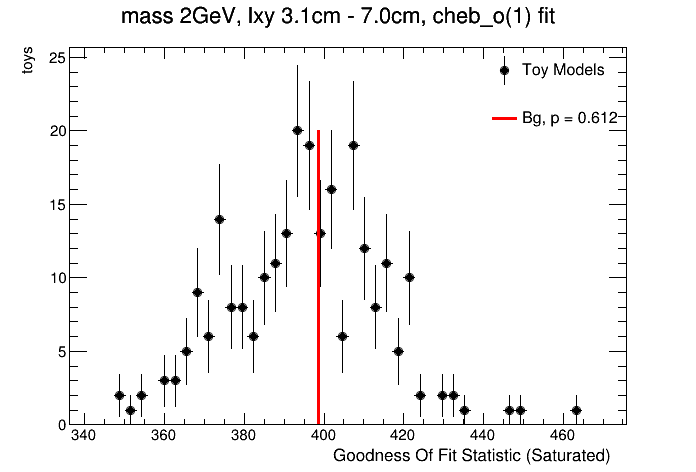 mass 2GeV, lxy 3.1cm - 7.0cm, cheb_o(1) fit
toys
25
20
15
10
5
0
Toy Models
Bg, p = 0.612
340 360 380 400 420 440 460
Goodness Of Fit Statistic (Saturated)